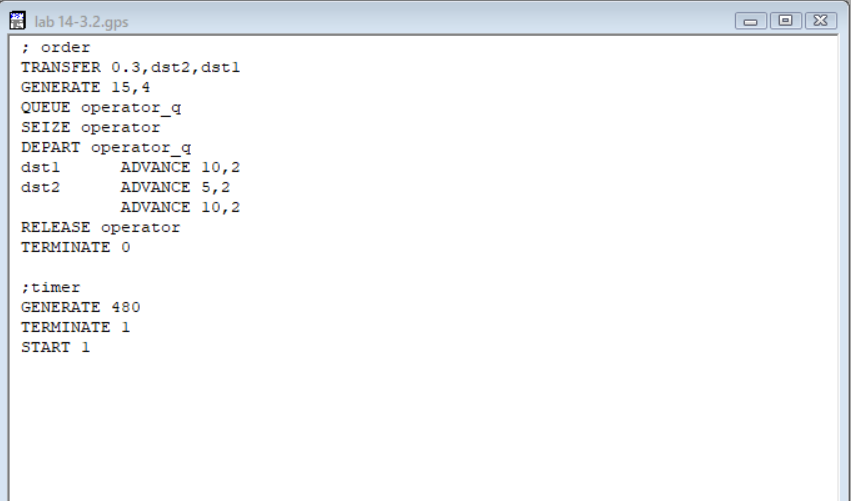 lab 14-3.2.gps
; order
TRANSFER 0.3,dst2,dst1
GENERATE 15,4
QUEUE operator_q
SEIZE operator
DEPART operator_q
dst1 ADVANCE 10,2
dst2 ADVANCE 5,2
ADVANCE 10,2
RELEASE operator
TERMINATE 0
;timer
GENERATE 480
TERMINATE 1
START 1